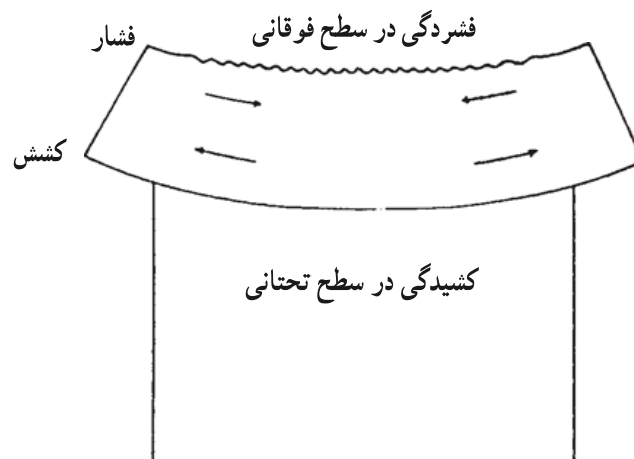 فشردگی در سطح فوقانی
فشار
کشش
کشیدگی در سطح تحتانی